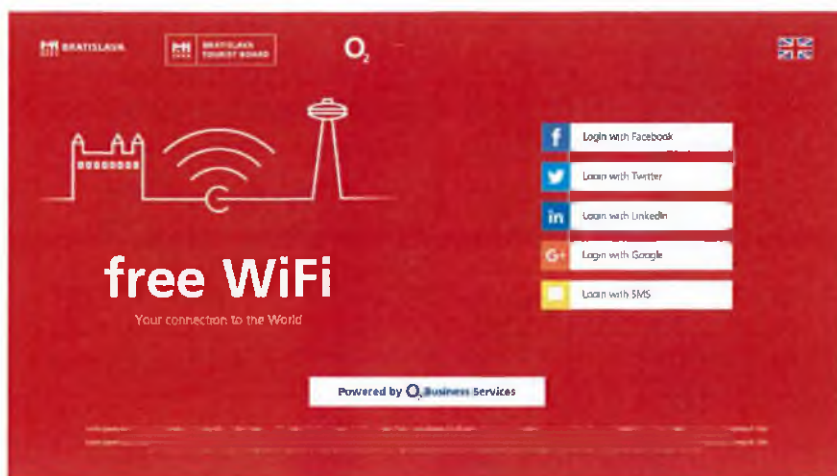 BRATISLAVA
BRATISLAVA
TOURIST BOARD
O2
f Login with Facebook
Login with Twitter
in Login with LinkedIn
G+ Login with Google
Login with SMS
free WiFi
Your connection to the World
Powered by O2 Business Services